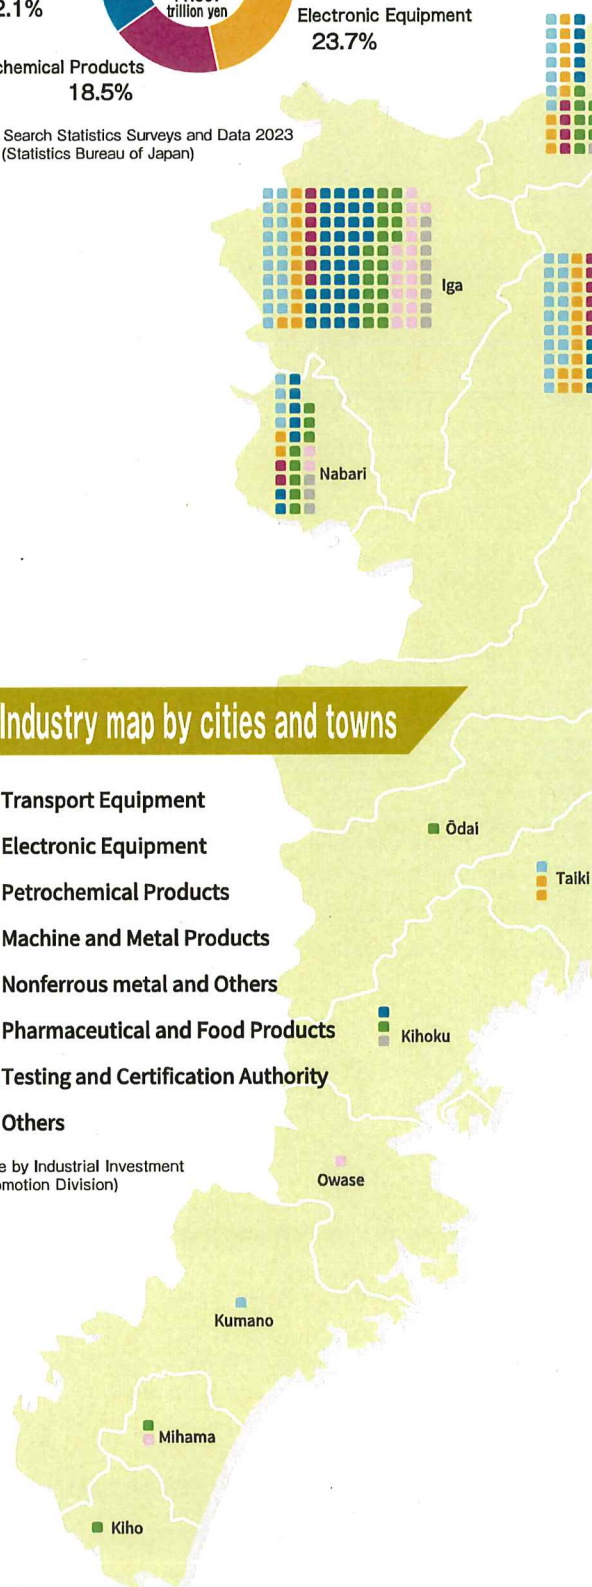 2.1%
trillion yen
Electronic Equipment
23.7%
chemical Products
18.5%
Search Statistics Surveys and Data 2023
(Statistics Bureau of Japan)
Iga
Nabari
Industry map by cities and towns
Transport Equipment
Electronic Equipment
Petrochemical Products
Machine and Metal Products
Nonferrous metal and Others
Pharmaceutical and Food Products
Testing and Certification Authority
Others
e by Industrial Investment
omotion Division)
Ōdai
Taiki
Kihoku
Owase
Kumano
Mihama
Kiho